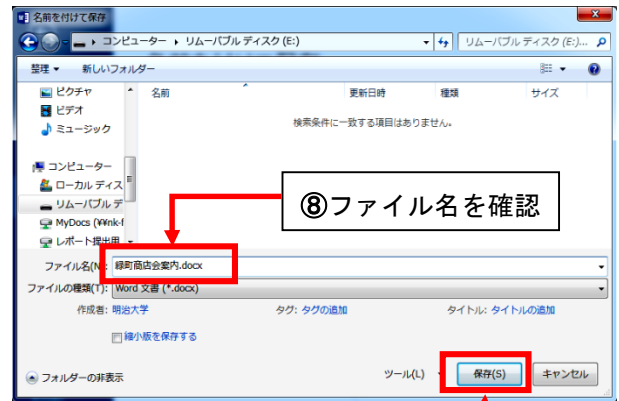 名前を付けて保存
コンピューター ▸ リムーバブル ディスク (E:)
リムーバブル ディスク (E:)...
整理 ▼ 新しいフォルダー
ピクチャ
ビデオ
ミュージック
コンピューター
ローカル ディス
リムーバブル デ
MyDocs (¥¥nk-f
レポート提出用
名前 更新日時 種類 サイズ
検索条件に一致する項目はありません。
⑧ファイル名を確認
ファイル名(N): 緑町商店会案内.docx
ファイルの種類(T): Word 文書 (*.docx)
作成者: 明治大学 タグ: タグの追加 タイトル: タイトルの追加
縮小版を保存する
フォルダーの非表示 ツール(L) 保存(S) キャンセル